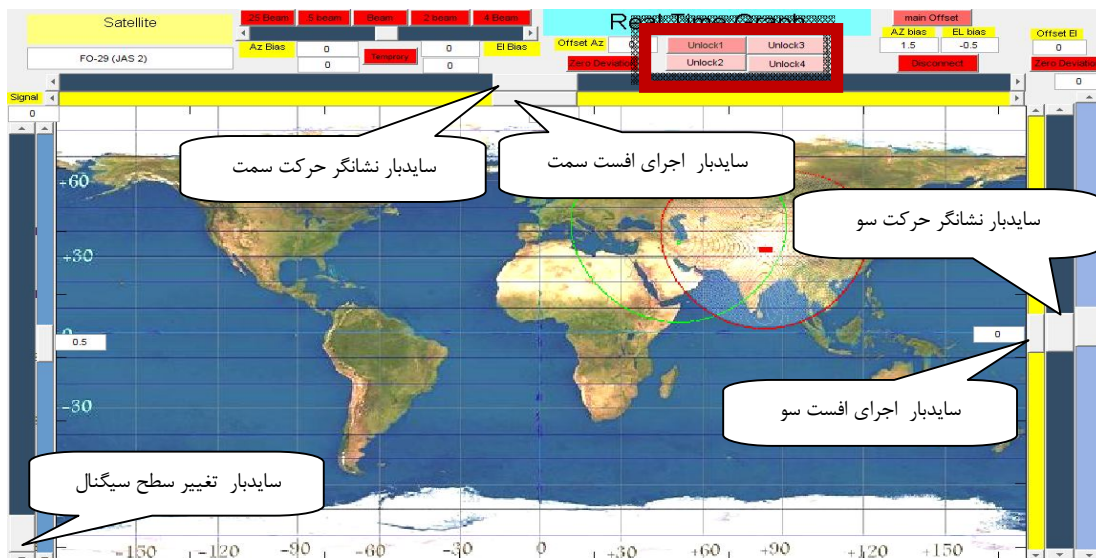 Satellite
.25 Beam .5 beam Beam 2 beam 4 Beam
Real Time Graph
main Offset
Az Bias 0 0 El Bias
Offset Az
Unlock1 Unlock3
AZ bias EL bias
Offset El
FO-29 (JAS 2)
0 Temprory 0
1.5 -0.5
0
Zero Deviation
Unlock2 Unlock4
Disconnect
Zero Deviation
0
Signal
0
سایدبار نشانگر حرکت سمت
سایدبار اجرای افست سمت
+60
سایدبار نشانگر حرکت سو
+30
0
0.5
0
-30
سایدبار اجرای افست سو
سایدبار تغییر سطح سیگنال
-150 -120 -90 -60 -30 0 +30 +60 +90 +120 +150